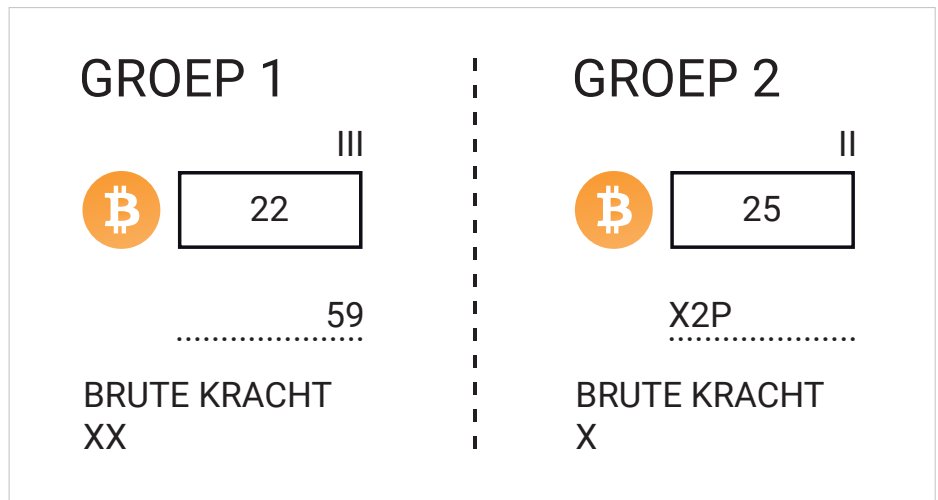 GROEP 1
III
22
59
BRUTE KRACHT
XX
GROEP 2
II
25
X2P
BRUTE KRACHT
X